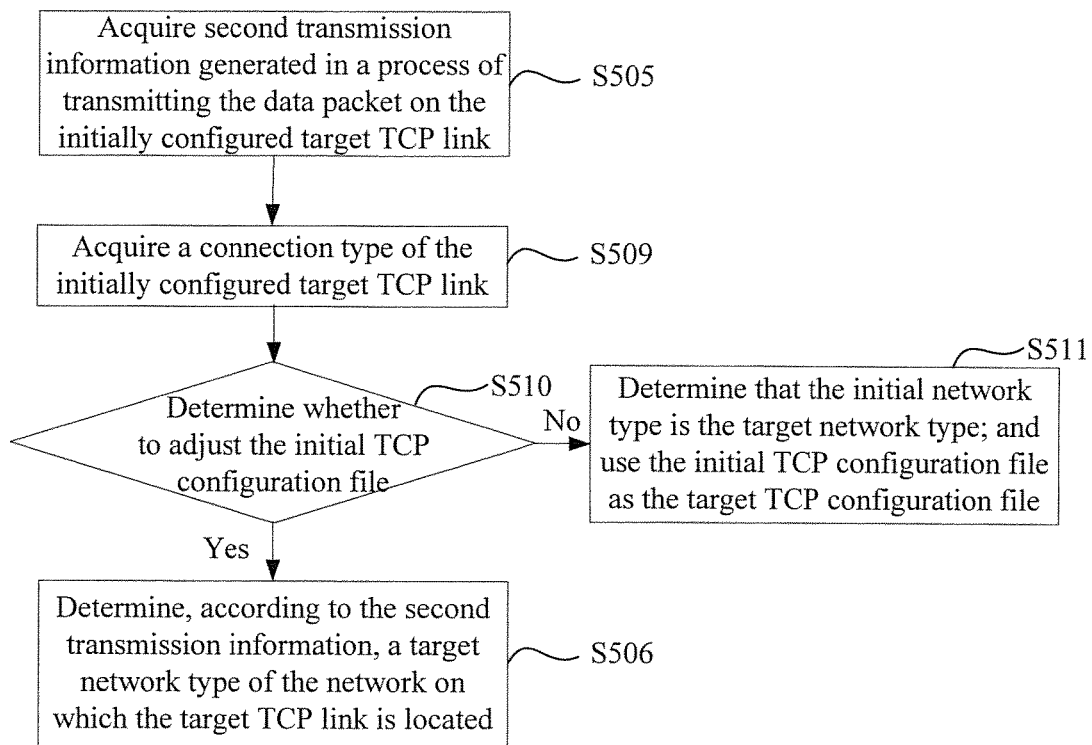 Acquire second transmission
information generated in a process of
transmitting the data packet on the
initially configured target TCP link
S505
Acquire a connection type of the
initially configured target TCP link
S509
Determine whether
to adjust the initial TCP
configuration file
S510
No
S511
Determine that the initial network
type is the target network type; and
use the initial TCP configuration file
as the target TCP configuration file
Yes
Determine, according to the second
transmission information, a target
network type of the network on
which the target TCP link is located
S506